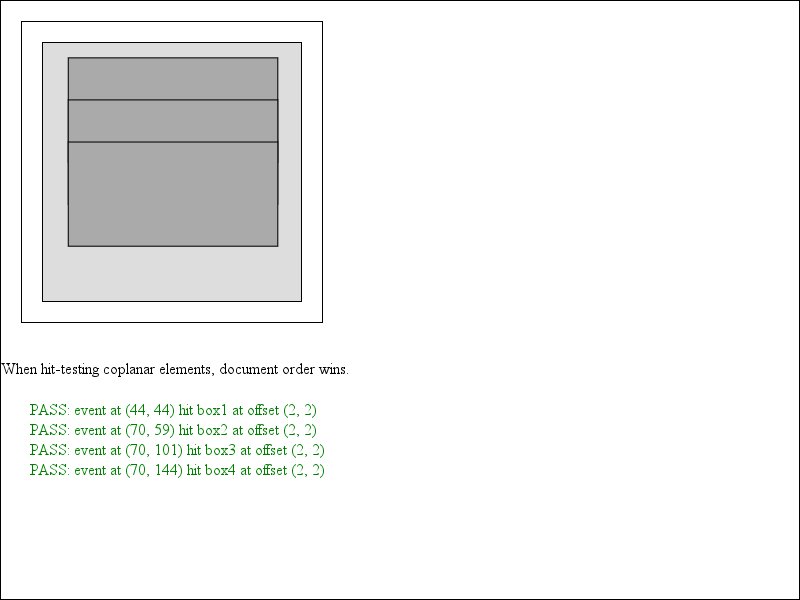 When hit-testing coplanar elements, document order wins.
PASS: event at (44, 44) hit box1 at offset (2, 2)
PASS: event at (70, 59) hit box2 at offset (2, 2)
PASS: event at (70, 101) hit box3 at offset (2, 2)
PASS: event at (70, 144) hit box4 at offset (2, 2)